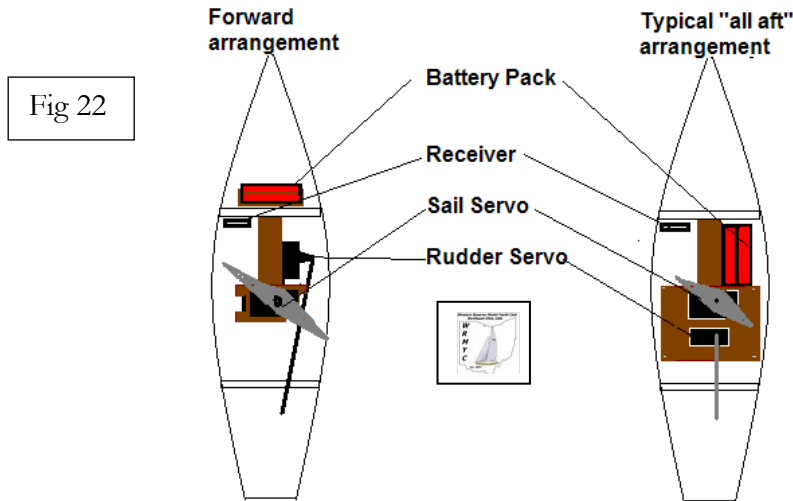 Forward
arrangement
Typical "all aft"
arrangement
Fig 22
Battery Pack
Receiver
Sail Servo
Rudder Servo
W
R
M
Y
C